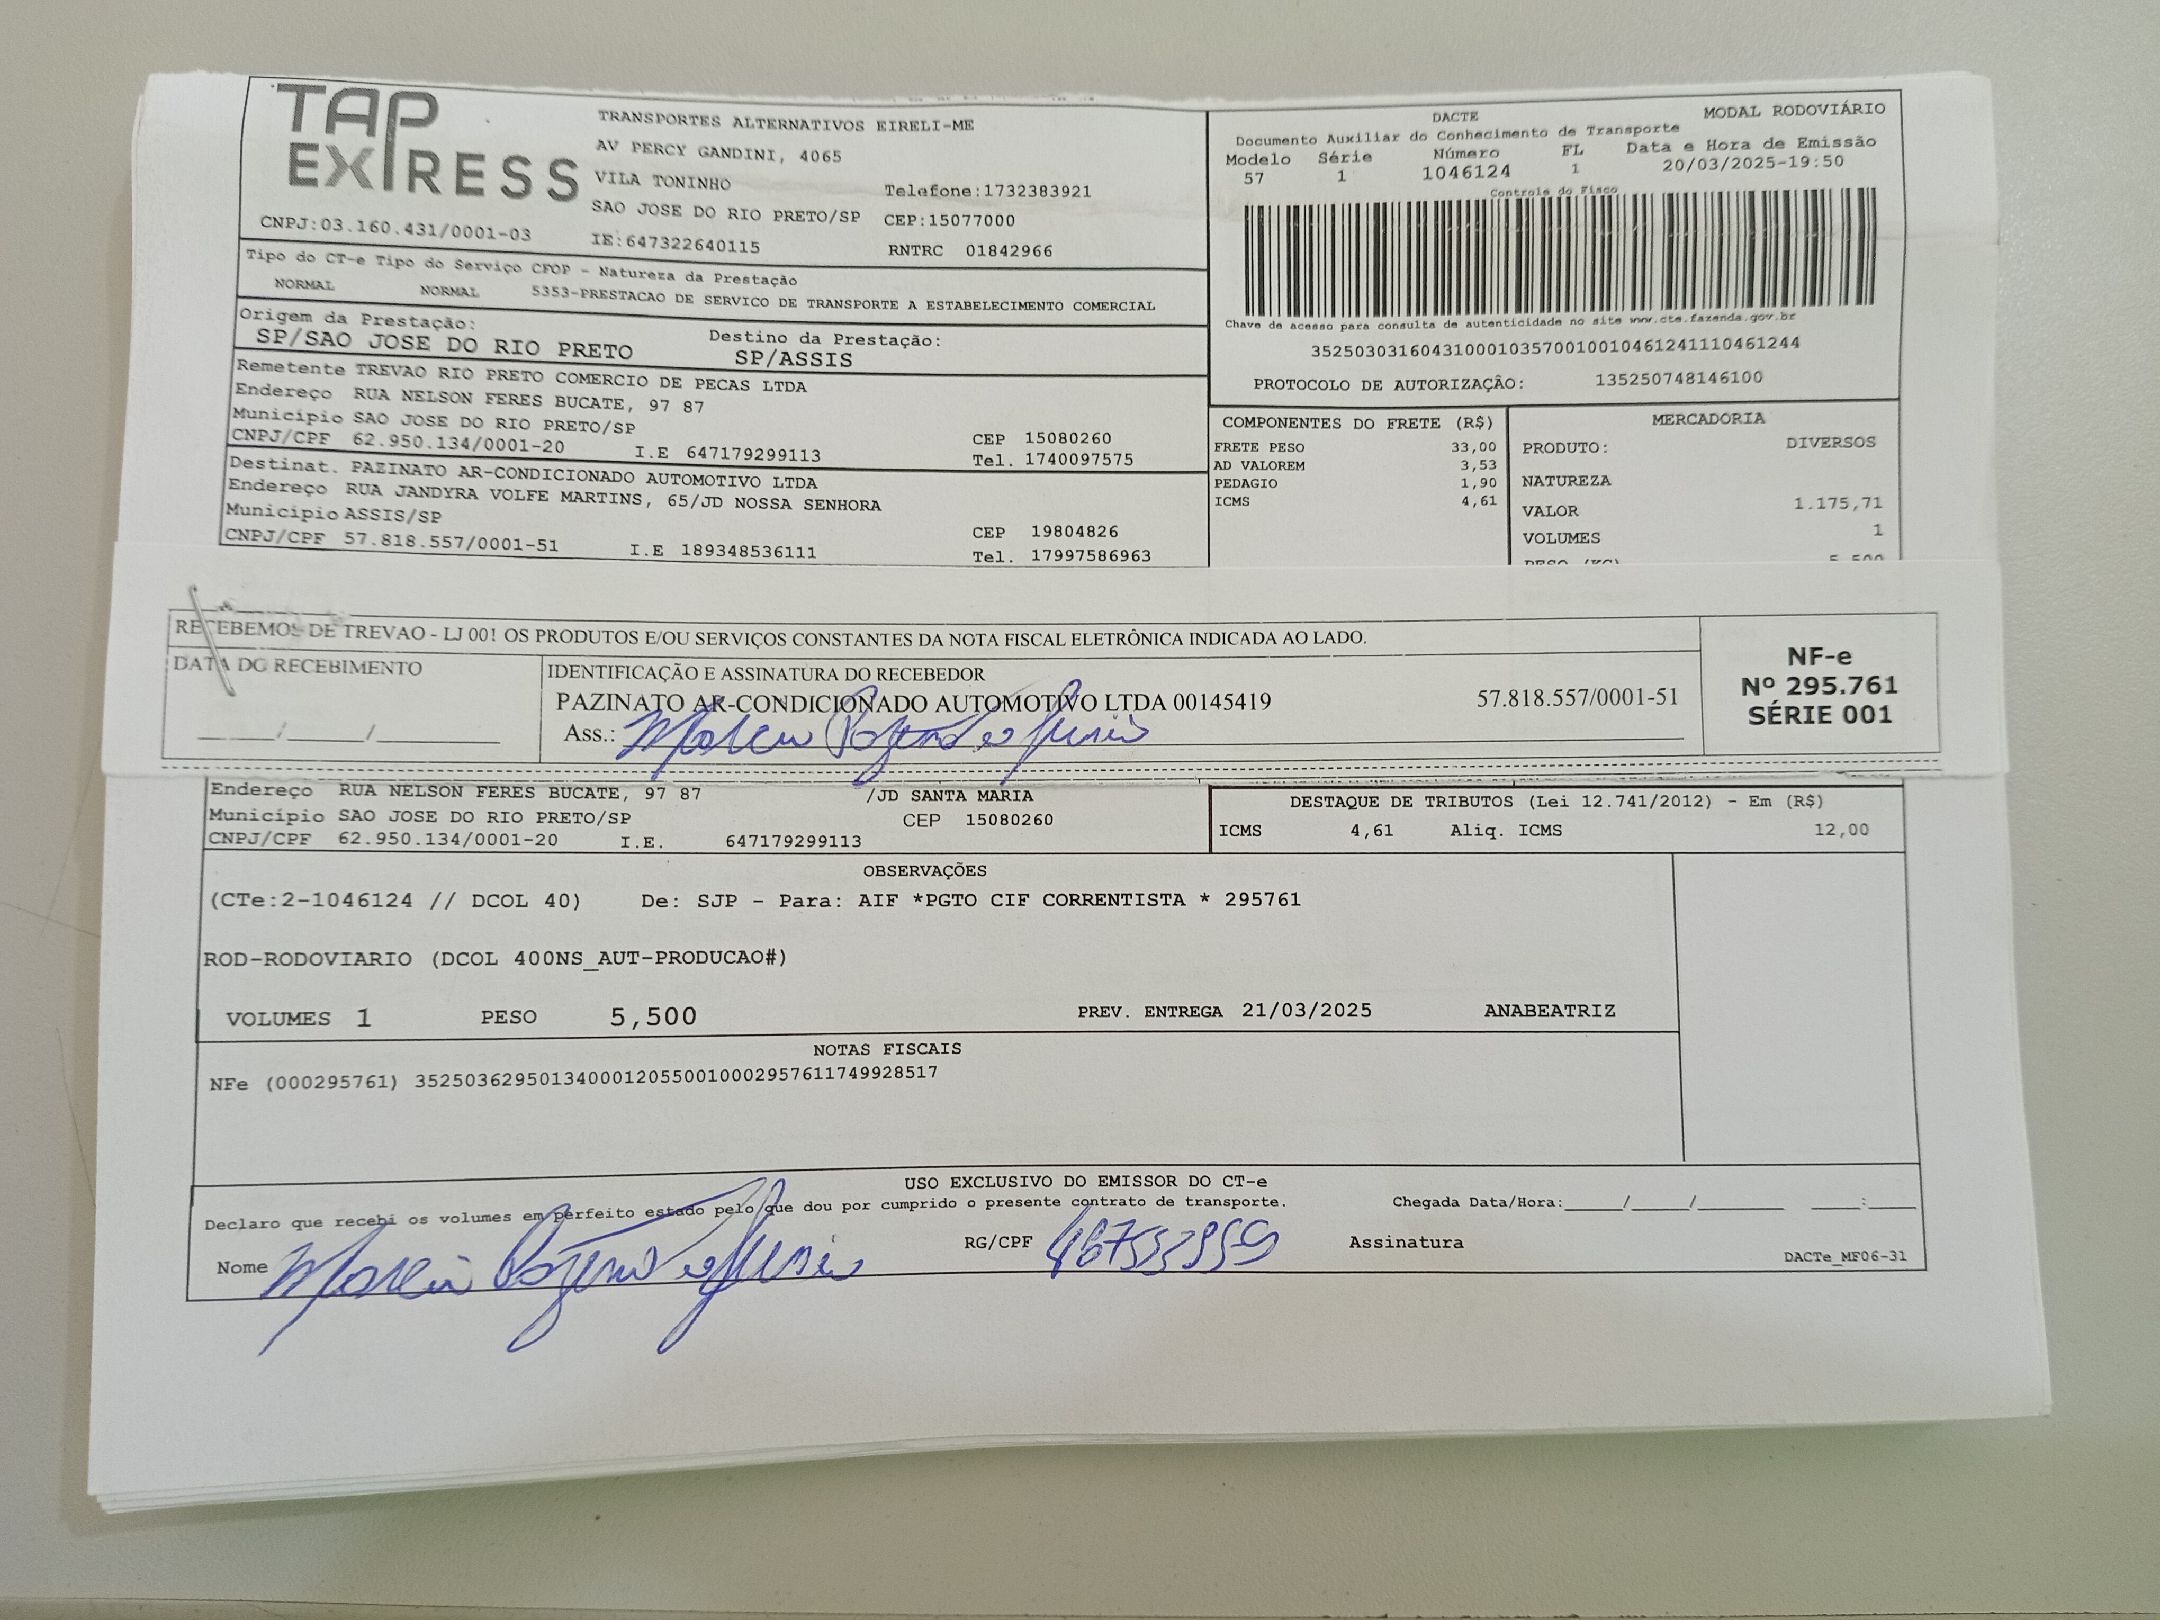 TAP EXPRESS
TRANSPORTES ALTERNATIVOS EIRELI-ME
AV PERCY GANDINI, 4065
VILA TONINHO Telefone:1732383921
SAO JOSE DO RIO PRETO/SP CEP:15077000
CNPJ:03.160.431/0001-03 IE:647322640115 RNTRC 01842966
DACTE MODAL RODOVIÁRIO
Documento Auxiliar do Conhecimento de Transporte
Modelo Série Número FL Data e Hora de Emissão
57 1 1046124 1 20/03/2025-19:50
Controle do Fisco
Chave de acesso para consulta de autenticidade no site www.cte.fazenda.gov.br
35250303160431000103570010010461241110461244
PROTOCOLO DE AUTORIZAÇÃO: 135250748146100
Tipo do CT-e Tipo do Serviço CFOP - Natureza da Prestação
NORMAL NORMAL 5353-PRESTACAO DE SERVICO DE TRANSPORTE A ESTABELECIMENTO COMERCIAL
Origem da Prestação: Destino da Prestação:
SP/SAO JOSE DO RIO PRETO SP/ASSIS
Remetente TREVAO RIO PRETO COMERCIO DE PECAS LTDA
Endereço RUA NELSON FERES BUCATE, 97 87
Município SAO JOSE DO RIO PRETO/SP CEP 15080260
CNPJ/CPF 62.950.134/0001-20 I.E 647179299113 Tel. 1740097575
Destinat. PAZINATO AR-CONDICIONADO AUTOMOTIVO LTDA
Endereço RUA JANDYRA VOLFE MARTINS, 65/JD NOSSA SENHORA
Município ASSIS/SP CEP 19804826
CNPJ/CPF 57.818.557/0001-51 I.E 189348536111 Tel. 17997586963
COMPONENTES DO FRETE (R$)
FRETE PESO 33,00
AD VALOREM 3,53
PEDAGIO 1,90
ICMS 4,61
MERCADORIA
PRODUTO: DIVERSOS
NATUREZA
VALOR 1.175,71
VOLUMES 1
PESO (KG) 5,500
RECEBEMOS DE TREVAO - LJ 001 OS PRODUTOS E/OU SERVIÇOS CONSTANTES DA NOTA FISCAL ELETRÔNICA INDICADA AO LADO.
DATA DO RECEBIMENTO
___/___/___
IDENTIFICAÇÃO E ASSINATURA DO RECEBEDOR
PAZINATO AR-CONDICIONADO AUTOMOTIVO LTDA 00145419 57.818.557/0001-51
Ass.:
NF-e
Nº 295.761
SÉRIE 001
Endereço RUA NELSON FERES BUCATE, 97 87 /JD SANTA MARIA
Município SAO JOSE DO RIO PRETO/SP CEP 15080260
CNPJ/CPF 62.950.134/0001-20 I.E. 647179299113
DESTAQUE DE TRIBUTOS (Lei 12.741/2012) - Em (R$)
ICMS 4,61 Aliq. ICMS 12,00
OBSERVAÇÕES
(CTe:2-1046124 // DCOL 40) De: SJP - Para: AIF *PGTO CIF CORRENTISTA * 295761
ROD-RODOVIARIO (DCOL 400NS_AUT-PRODUCAO#)
VOLUMES 1 PESO 5,500 PREV. ENTREGA 21/03/2025 ANABEATRIZ
NOTAS FISCAIS
NFe (000295761) 35250362950134000120550010002957611749928517
USO EXCLUSIVO DO EMISSOR DO CT-e
Declaro que recebi os volumes em perfeito estado pelo que dou por cumprido o presente contrato de transporte. Chegada Data/Hora:___/___/___ ___:___
Nome RG/CPF Assinatura
DACTe_MF06-31